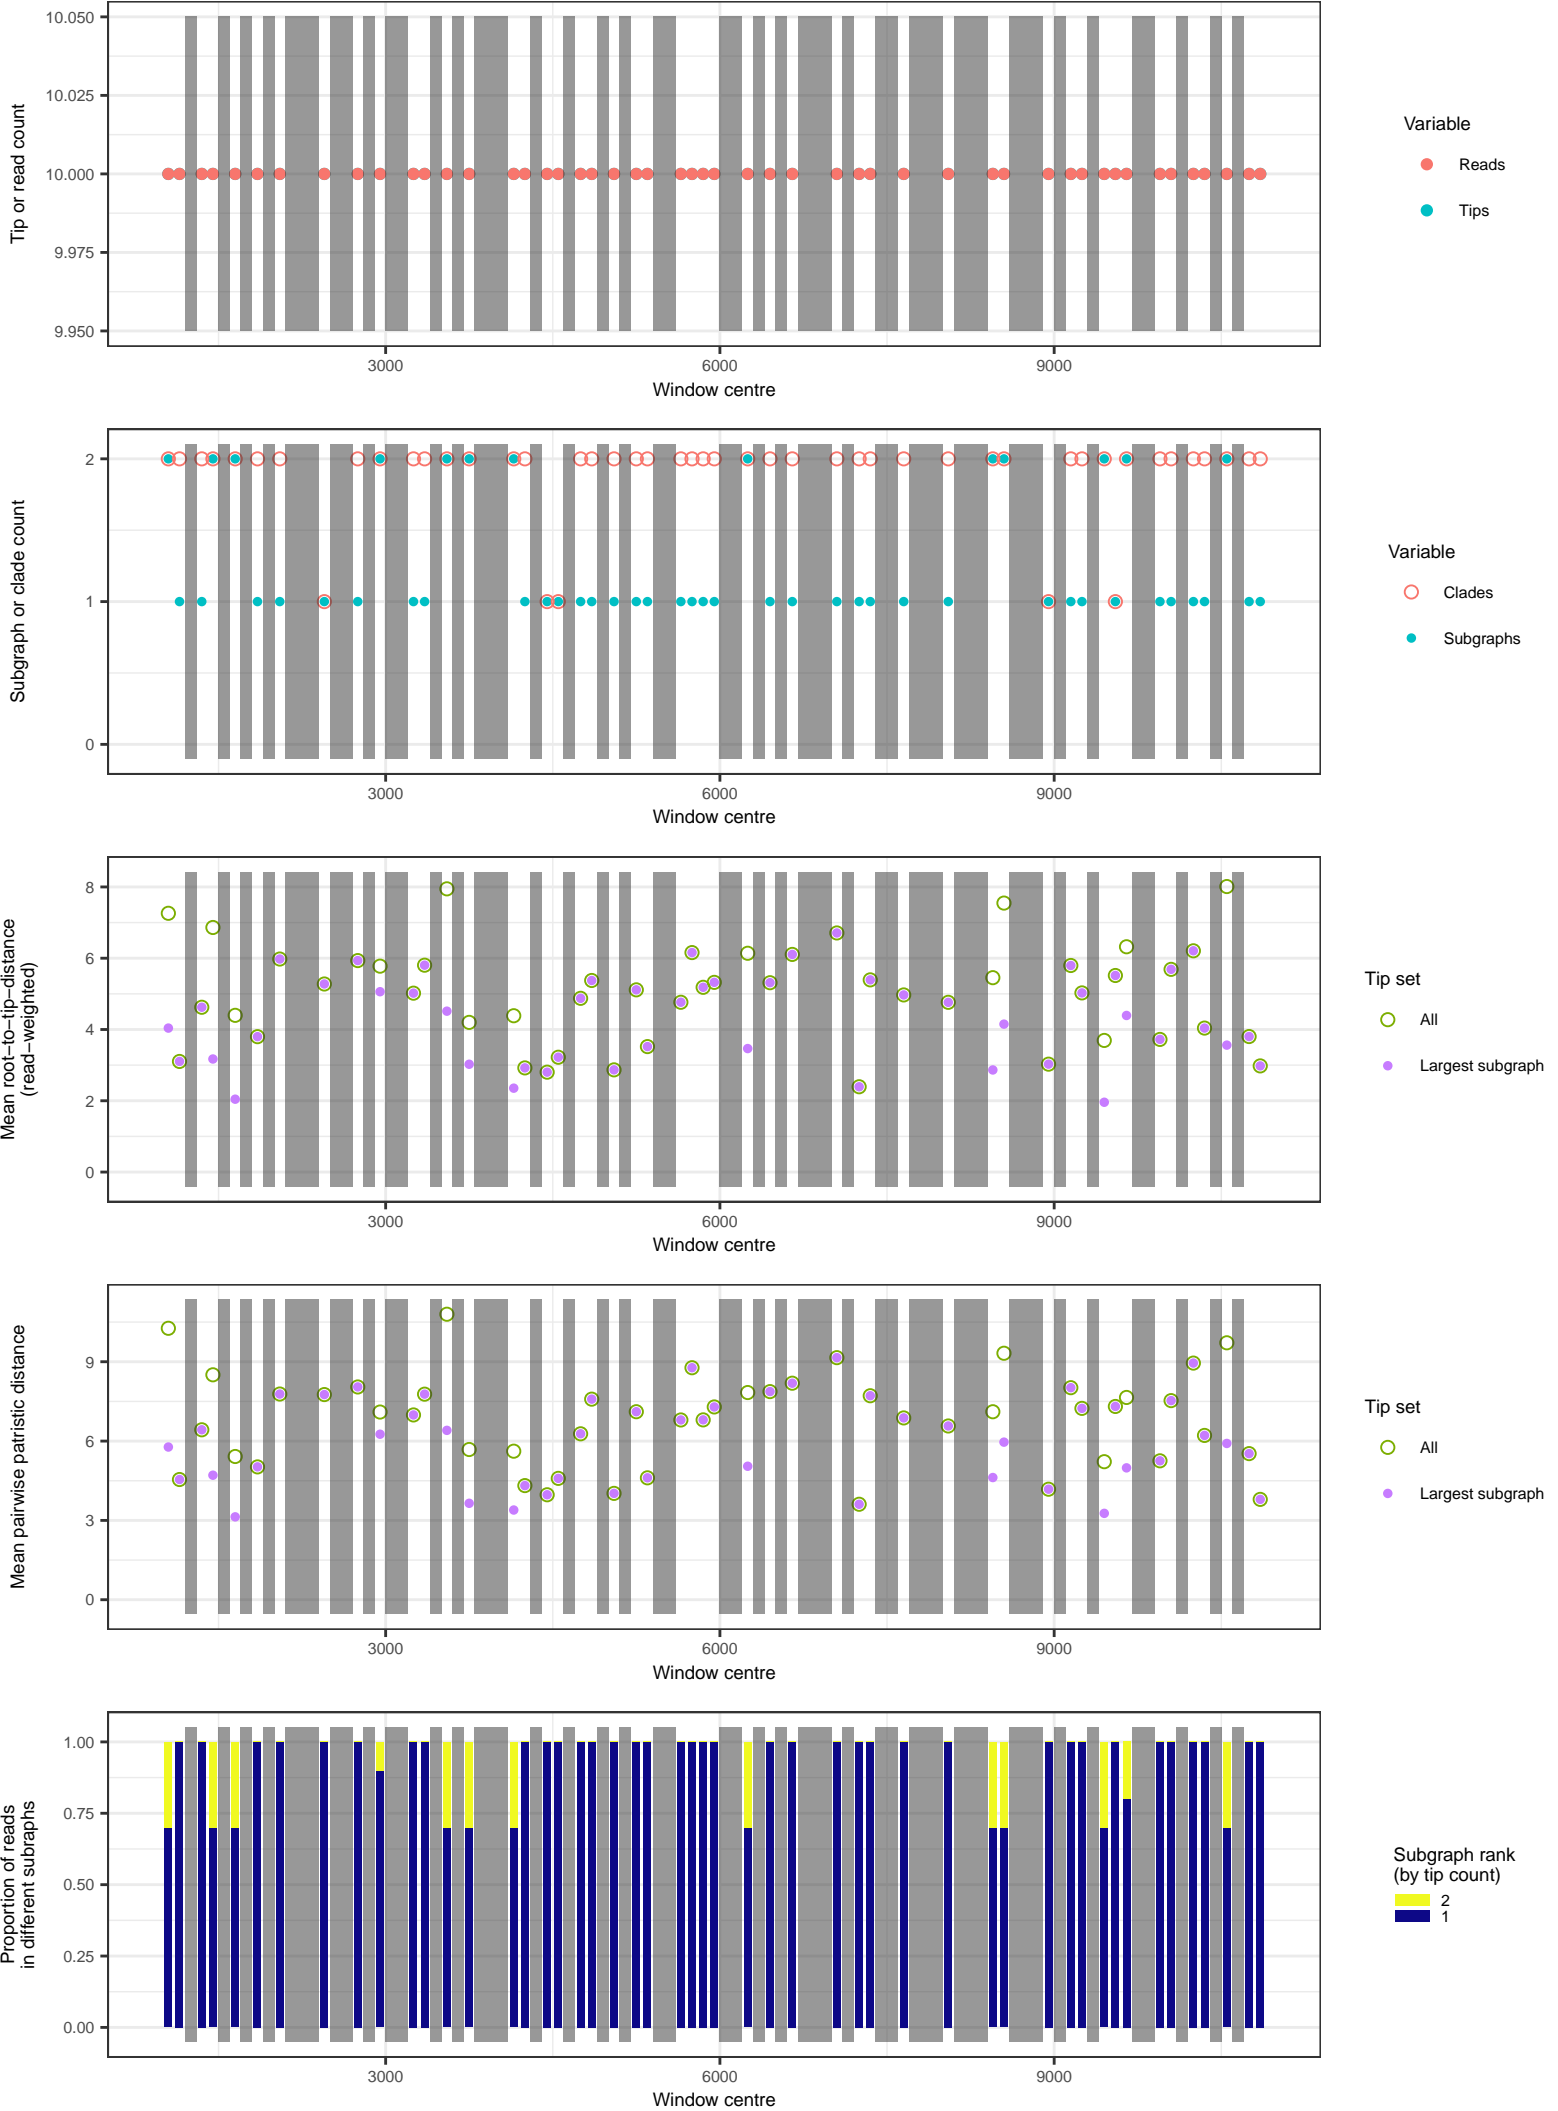 10.050
10.025
10.000
9.975
9.950
Tip or read count
3000
6000
9000
Window centre
Variable
Reads
Tips
2
1
0
Subgraph or clade count
3000
6000
9000
Window centre
Variable
Clades
Subgraphs
8
6
4
2
0
Mean root−to−tip−distance
(read−weighted)
3000
6000
9000
Window centre
Tip set
All
Largest subgraph
9
6
3
0
Mean pairwise patristic distance
3000
6000
9000
Window centre
Tip set
All
Largest subgraph
1.00
0.75
0.50
0.25
0.00
Proportion of reads
in different subraphs
3000
6000
9000
Window centre
Subgraph rank
(by tip count)
2
1